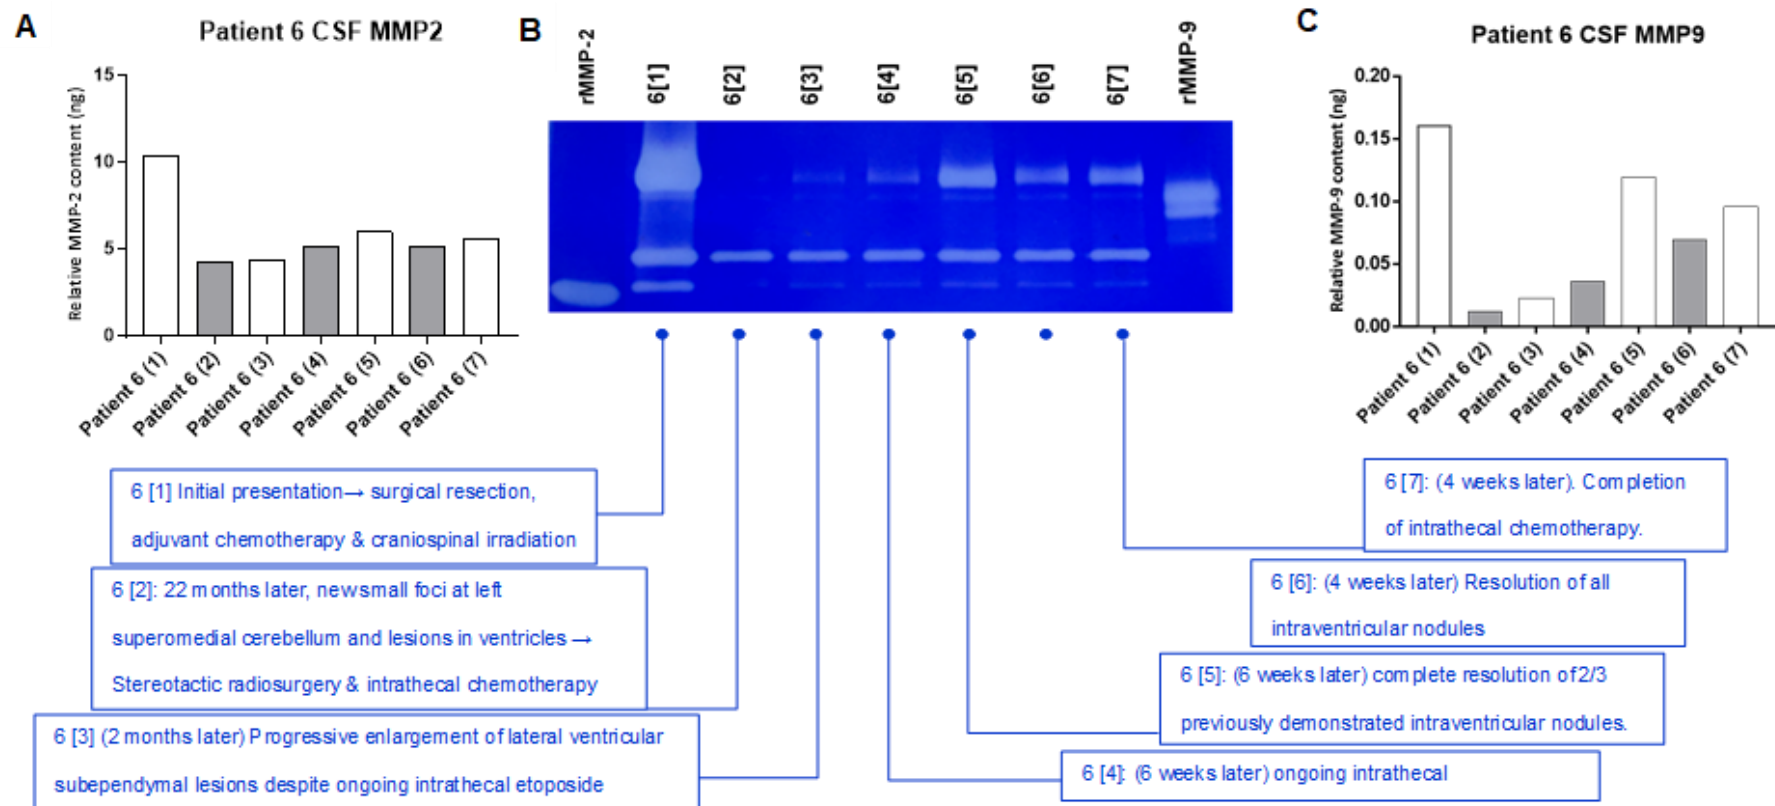 A
Patient 6 CSF MMP2
Relative MMP-2 content (ng)
15
10
5
0
Patient 6 (1)
Patient 6 (2)
Patient 6 (3)
Patient 6 (4)
Patient 6 (5)
Patient 6 (6)
Patient 6 (7)
B
rMMP-2
6[1]
6[2]
6[3]
6[4]
6[5]
6[6]
6[7]
rMMP-9
C
Patient 6 CSF MMP9
Relative MMP-9 content (ng)
0.20
0.15
0.10
0.05
0.00
Patient 6 (1)
Patient 6 (2)
Patient 6 (3)
Patient 6 (4)
Patient 6 (5)
Patient 6 (6)
Patient 6 (7)
6 [1] Initial presentation→ surgical resection,
adjuvant chemotherapy & craniospinal irradiation
6 [2]: 22 months later, new small foci at left
superomedial cerebellum and lesions in ventricles →
Stereotactic radiosurgery & intrathecal chemotherapy
6 [3] (2 months later) Progressive enlargement of lateral ventricular
subependymal lesions despite ongoing intrathecal etoposide
6 [7]: (4 weeks later). Completion
of intrathecal chemotherapy.
6 [6]: (4 weeks later) Resolution of all
intraventricular nodules
6 [5]: (6 weeks later) complete resolution of 2/3
previously demonstrated intraventricular nodules.
6 [4]: (6 weeks later) ongoing intrathecal